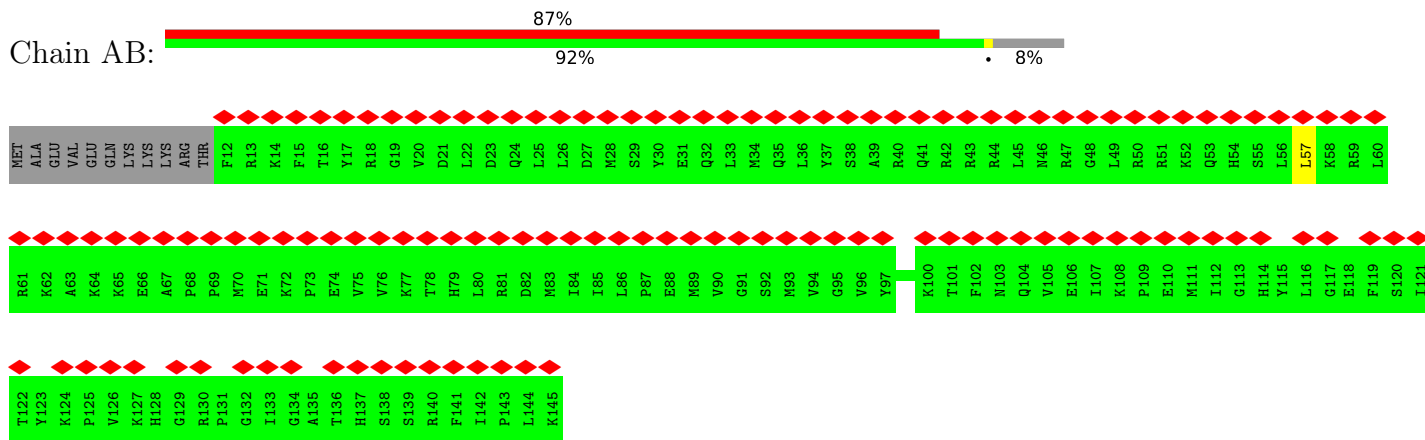 87%
Chain AB:
92% • 8%
MET ALA GLU VAL GLU GLN LYS LYS LYS ARG THR F12 R13 K14 F15 T16 Y17 R18 G19 V20 D21 L22 D23 Q24 L25 L26 D27 M28 S29 Y30 E31 Q32 L33 M34 Q35 L36 Y37 S38 A39 R40 Q41 R42 R43 R44 L45 N46 R47 G48 L49 R50 R51 K52 Q53 H54 S55 L56 L57 K58 R59 L60
R61 K62 A63 K64 K65 E66 A67 P68 P69 M70 E71 K72 P73 E74 V75 V76 K77 T78 H79 L80 R81 D82 M83 I84 I85 L86 P87 E88 M89 V90 G91 S92 M93 V94 G95 V96 Y97 K100 T101 F102 N103 Q104 V105 E106 I107 K108 P109 E110 M111 I112 G113 H114 Y115 L116 G117 E118 F119 S120 I121
T122 Y123 K124 P125 V126 K127 H128 G129 R130 P131 G132 I133 G134 A135 T136 H137 S138 S139 R140 F141 I142 P143 L144 K145